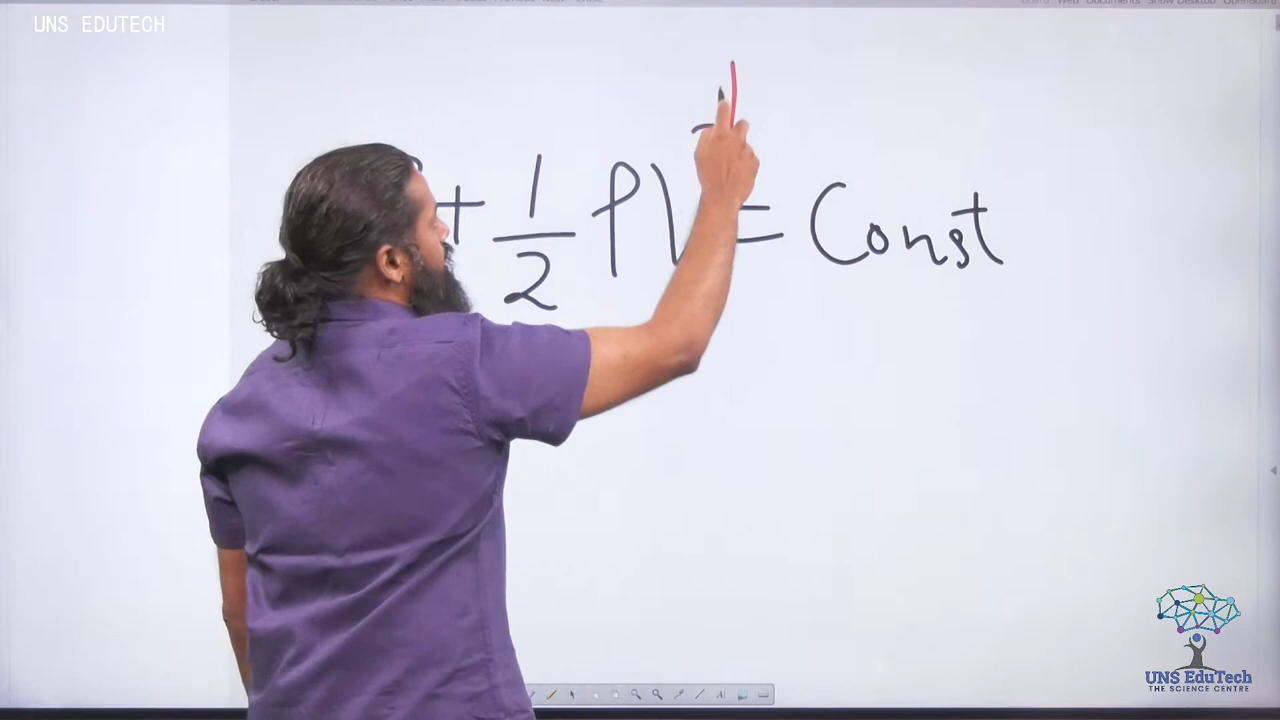 UNS EDUTECH
+ 1/2 ρV = Const
UNS EduTech
THE SCIENCE CENTRE